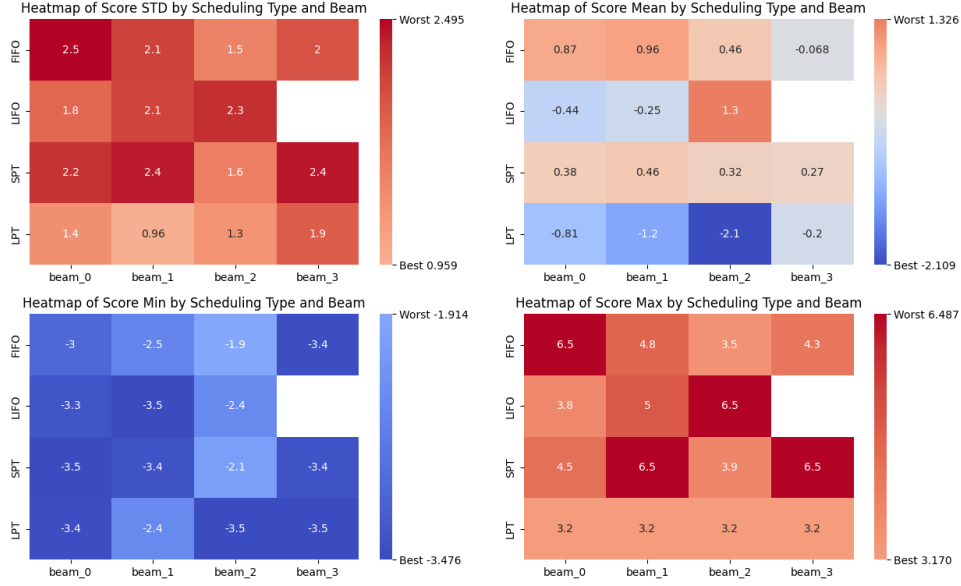 Heatmap of Score STD by Scheduling Type and Beam
Worst 2.495
FIFO 2.5 2.1 1.5 2
LIFO 1.8 2.1 2.3
SPT 2.2 2.4 1.6 2.4
LPT 1.4 0.96 1.3 1.9
Best 0.959
beam_0 beam_1 beam_2 beam_3
Heatmap of Score Mean by Scheduling Type and Beam
Worst 1.326
FIFO 0.87 0.96 0.46 -0.068
LIFO -0.44 -0.25 1.3
SPT 0.38 0.46 0.32 0.27
LPT -0.81 -1.2 -2.1 -0.2
Best -2.109
beam_0 beam_1 beam_2 beam_3
Heatmap of Score Min by Scheduling Type and Beam
Worst -1.914
FIFO -3 -2.5 -1.9 -3.4
LIFO -3.3 -3.5 -2.4
SPT -3.5 -3.4 -2.1 -3.4
LPT -3.4 -2.4 -3.5 -3.5
Best -3.476
beam_0 beam_1 beam_2 beam_3
Heatmap of Score Max by Scheduling Type and Beam
Worst 6.487
FIFO 6.5 4.8 3.5 4.3
LIFO 3.8 5 6.5
SPT 4.5 6.5 3.9 6.5
LPT 3.2 3.2 3.2 3.2
Best 3.170
beam_0 beam_1 beam_2 beam_3